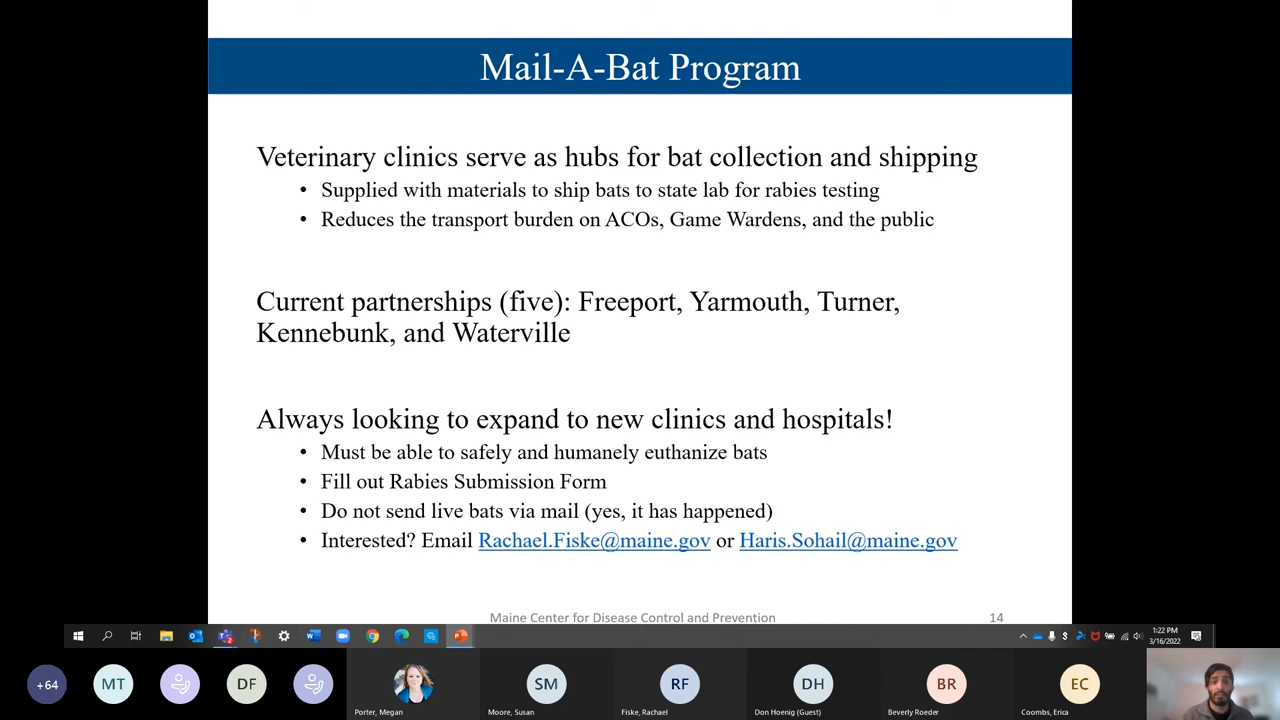 Mail-A-Bat Program
Veterinary clinics serve as hubs for bat collection and shipping
• Supplied with materials to ship bats to state lab for rabies testing
• Reduces the transport burden on ACOs, Game Wardens, and the public
Current partnerships (five): Freeport, Yarmouth, Turner,
Kennebunk, and Waterville
Always looking to expand to new clinics and hospitals!
• Must be able to safely and humanely euthanize bats
• Fill out Rabies Submission Form
• Do not send live bats via mail (yes, it has happened)
• Interested? Email Rachael.Fiske@maine.gov or Haris.Sohail@maine.gov
Maine Center for Disease Control and Prevention 14
1:22 PM
3/16/2022
+64 MT DF SM RF DH BR EC
Porter, Megan Moore, Susan Fiske, Rachael Don Hoenig (Guest) Beverly Roeder Coombs, Erica